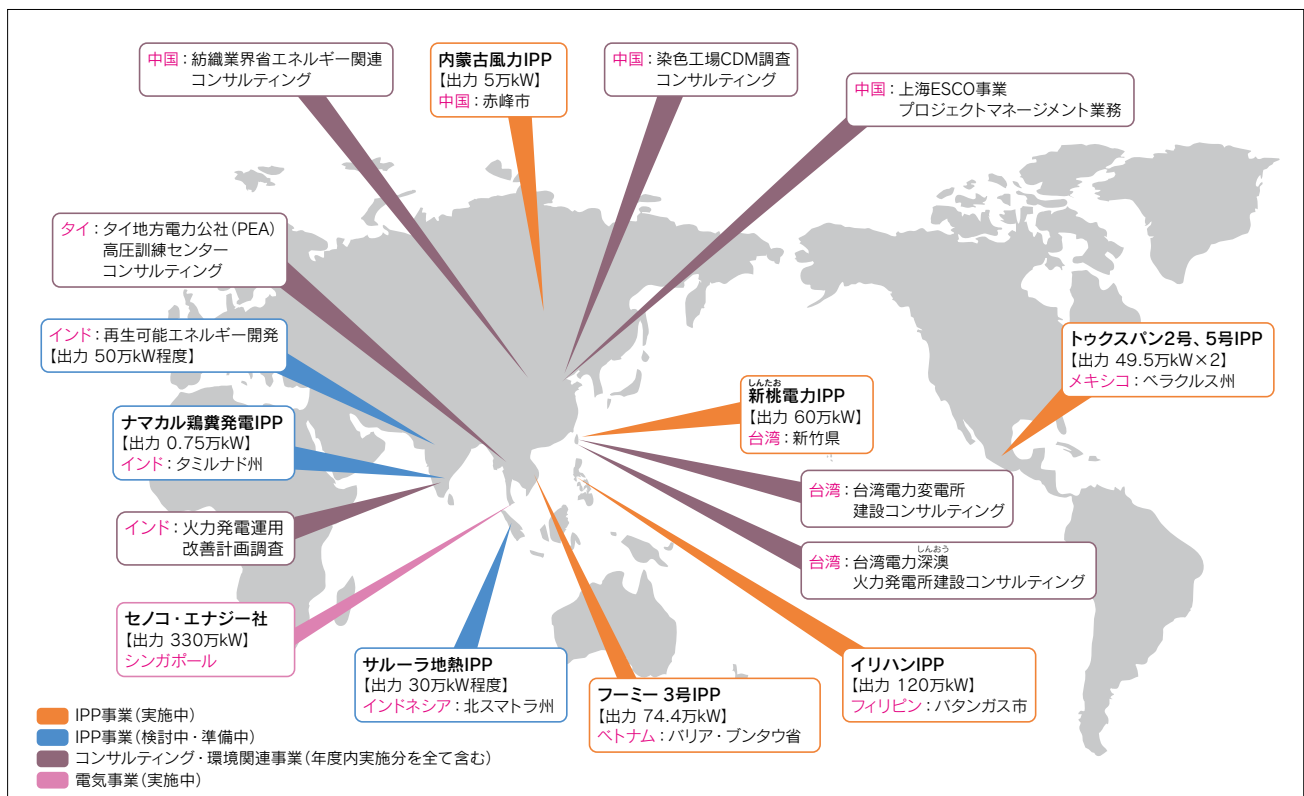 中国：紡織業界省エネルギー関連
コンサルティング
内蒙古風力IPP
【出力 5万kW】
中国：赤峰市
中国：染色工場CDM調査
コンサルティング
中国：上海ESCO事業
プロジェクトマネージメント業務
タイ：タイ地方電力公社（PEA）
高圧訓練センター
コンサルティング
インド：再生可能エネルギー開発
【出力 50万kW程度】
ナマカル鶏糞発電IPP
【出力 0.75万kW】
インド：タミルナド州
インド：火力発電運用
改善計画調査
セノコ・エナジー社
【出力 330万kW】
シンガポール
サルーラ地熱IPP
【出力 30万kW程度】
インドネシア：北スマトラ州
フーミー 3号IPP
【出力 74.4万kW】
ベトナム：バリア・ブンタウ省
イリハンIPP
【出力 120万kW】
フィリピン：バタンガス市
しんたお
新桃電力IPP
【出力 60万kW】
台湾：新竹県
台湾：台湾電力変電所
建設コンサルティング
しんおう
台湾：台湾電力深澳
火力発電所建設コンサルティング
トゥクスパン2号、5号IPP
【出力 49.5万kW×2】
メキシコ：ベラクルス州
IPP事業（実施中）
IPP事業（検討中・準備中）
コンサルティング・環境関連事業（年度内実施分を全て含む）
電気事業（実施中）